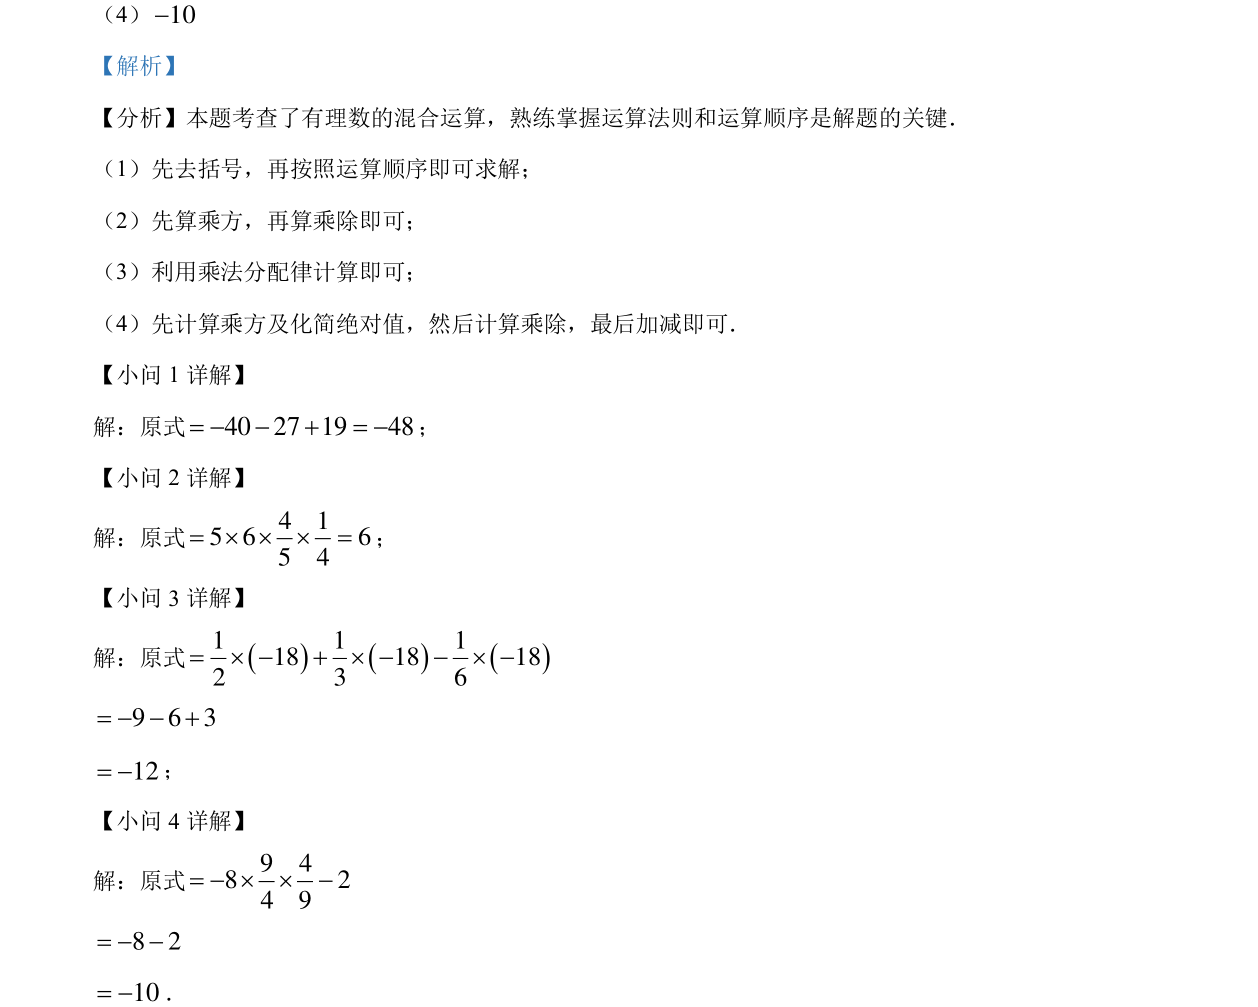 （4）−10
【解析】
【分析】本题考查了有理数的混合运算，熟练掌握运算法则和运算顺序是解题的关键．
（1）先去括号，再按照运算顺序即可求解；
（2）先算乘方，再算乘除即可；
（3）利用乘法分配律计算即可；
（4）先计算乘方及化简绝对值，然后计算乘除，最后加减即可．
【小问 1 详解】
解：原式 = −40 − 27 + 19 = −48；
【小问 2 详解】
解：原式 = 5 × 6 × 4/5 × 1/4 = 6；
【小问 3 详解】
解：原式 = 1/2 × (−18) + 1/3 × (−18) − 1/6 × (−18)
= −9 − 6 + 3
= −12；
【小问 4 详解】
解：原式 = −8 × 9/4 × 4/9 − 2
= −8 − 2
= −10．